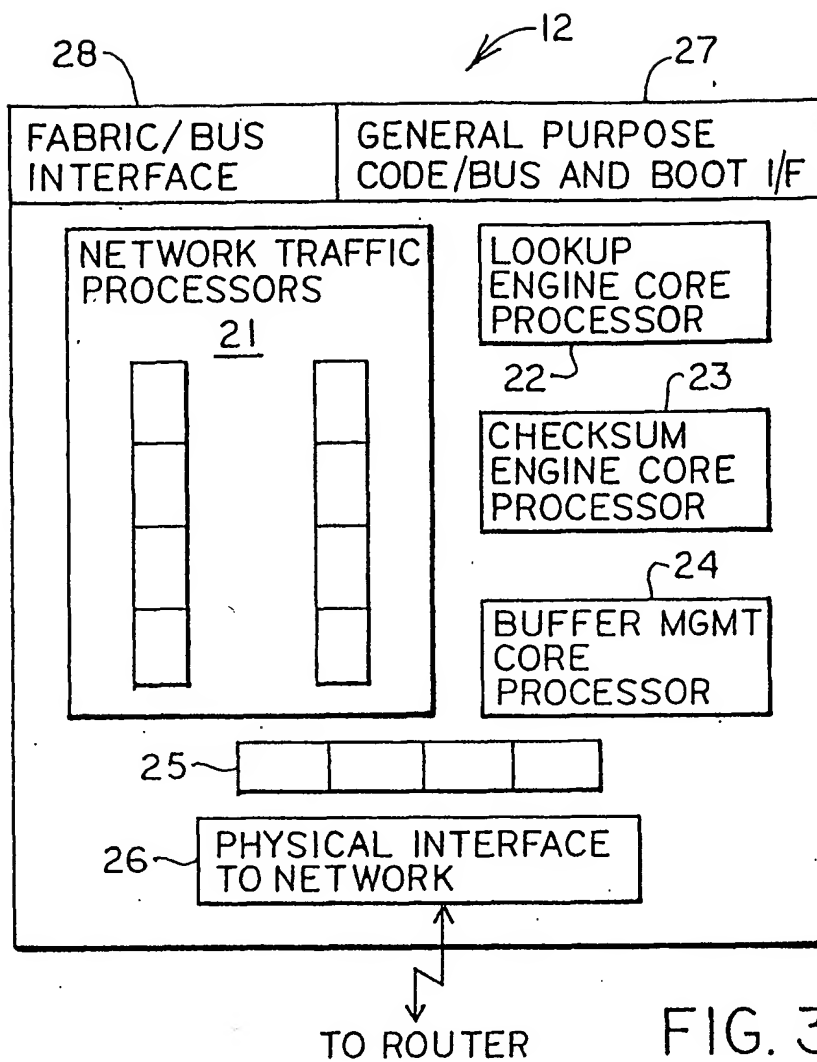 12
28
27
FABRIC/BUS
INTERFACE
GENERAL PURPOSE
CODE/BUS AND BOOT I/F
NETWORK TRAFFIC
PROCESSORS
21
LOOKUP
ENGINE CORE
PROCESSOR
22
23
CHECKSUM
ENGINE CORE
PROCESSOR
24
BUFFER MGMT
CORE
PROCESSOR
25
26
PHYSICAL INTERFACE
TO NETWORK
TO ROUTER
FIG. 3